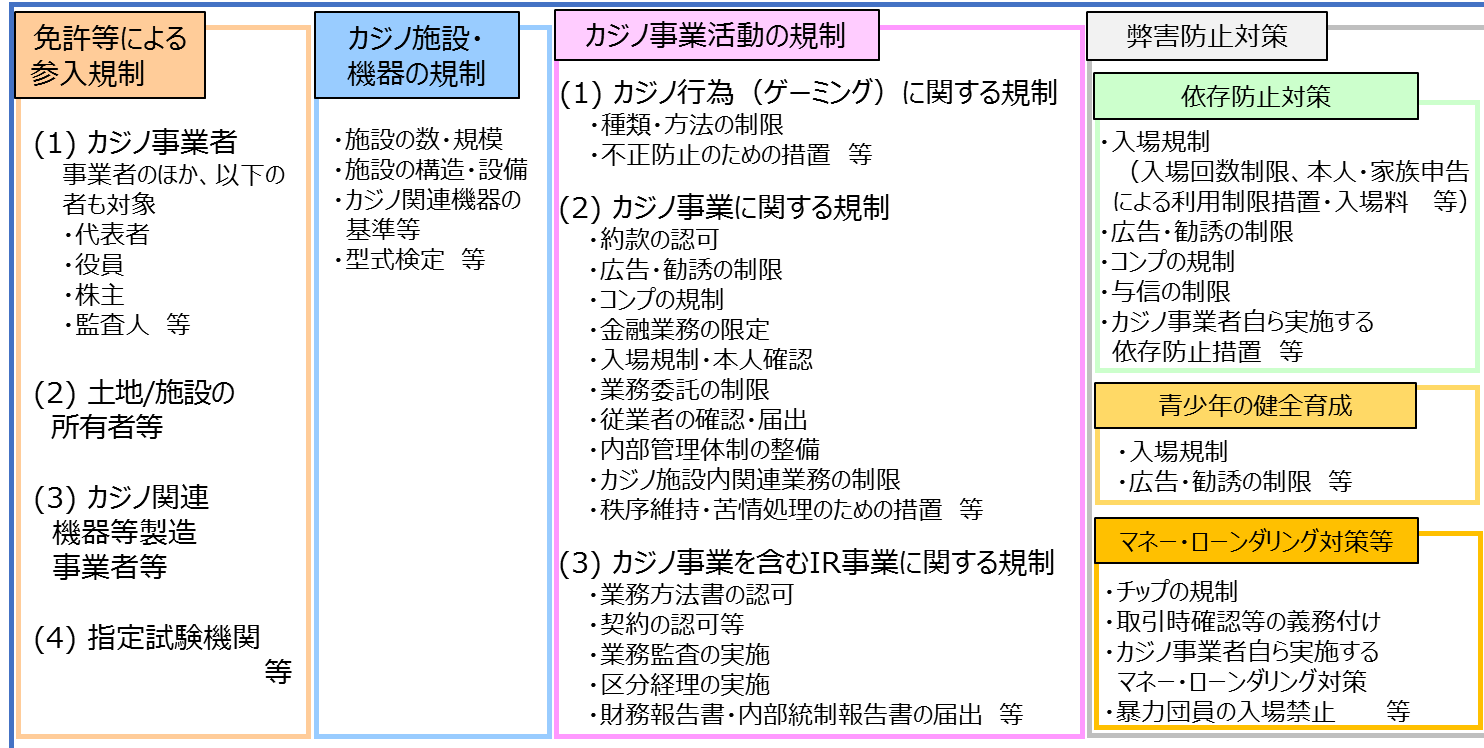 免許等による
参入規制
(1) カジノ事業者
事業者のほか、以下の
者も対象
・代表者
・役員
・株主
・監査人 等
(2) 土地/施設の
所有者等
(3) カジノ関連
機器等製造
事業者等
(4) 指定試験機関
等
カジノ施設・
機器の規制
・施設の数・規模
・施設の構造・設備
・カジノ関連機器の
基準等
・型式検定 等
カジノ事業活動の規制
(1) カジノ行為（ゲーミング）に関する規制
・種類・方法の制限
・不正防止のための措置 等
(2) カジノ事業に関する規制
・約款の認可
・広告・勧誘の制限
・コンプの規制
・金融業務の限定
・入場規制・本人確認
・業務委託の制限
・従業者の確認・届出
・内部管理体制の整備
・カジノ施設内関連業務の制限
・秩序維持・苦情処理のための措置 等
(3) カジノ事業を含むIR事業に関する規制
・業務方法書の認可
・契約の認可等
・業務監査の実施
・区分経理の実施
・財務報告書・内部統制報告書の届出 等
弊害防止対策
依存防止対策
・入場規制
（入場回数制限、本人・家族申告
による利用制限措置・入場料 等）
・広告・勧誘の制限
・コンプの規制
・与信の制限
・カジノ事業者自ら実施する
依存防止措置 等
青少年の健全育成
・入場規制
・広告・勧誘の制限 等
マネー・ローンダリング対策等
・チップの規制
・取引時確認等の義務付け
・カジノ事業者自ら実施する
マネー・ローンダリング対策
・暴力団員の入場禁止 等